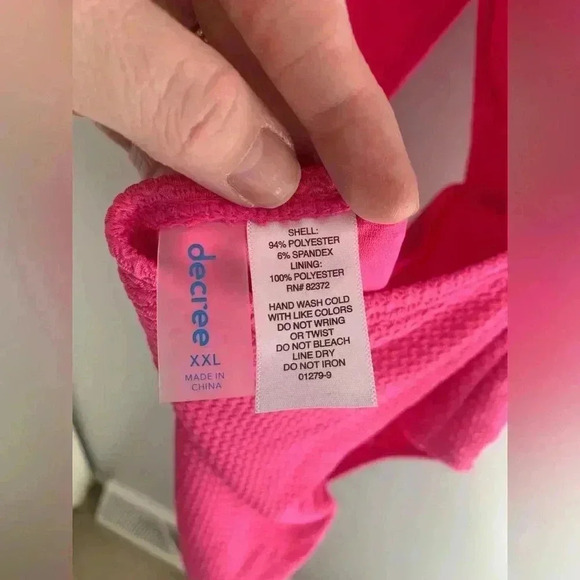 decree
XXL
MADE IN
CHINA
SHELL:
94% POLYESTER
6% SPANDEX
LINING:
100% POLYESTER
RN# 82372
HAND WASH COLD
WITH LIKE COLORS
DO NOT WRING
OR TWIST
DO NOT BLEACH
LINE DRY
DO NOT IRON
01279-9